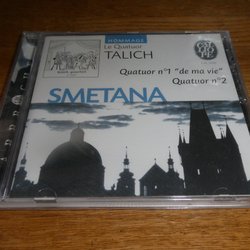 HOMMAGE
Le Quatuor
TALICH
Quatuor n°1 "de ma vie"
Quatuor n°2
SMETANA